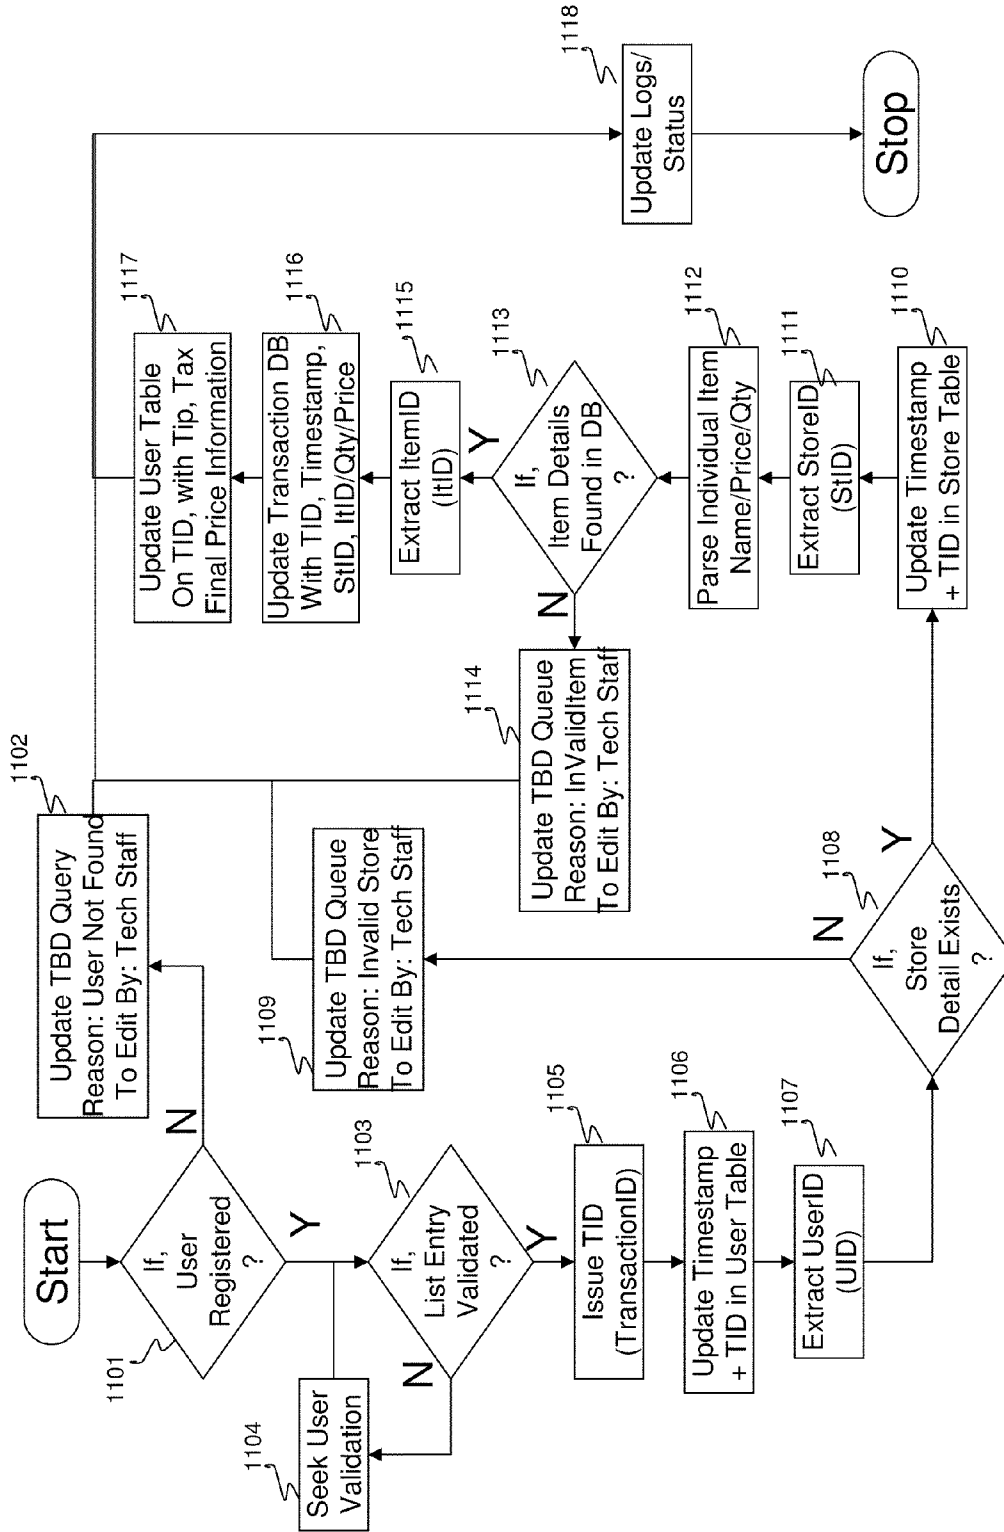 Start
1101
If,
User
Registered
?
N
Y
1102
Update TBD Query
Reason: User Not Found
To Edit By: Tech Staff
1103
If,
List Entry
Validated
?
N
Y
1104
Seek User
Validation
1105
Issue TID
(TransactionID)
1106
Update Timestamp
+ TID in User Table
1107
Extract UserID
(UID)
1108
If,
Store
Detail Exists
?
N
Y
1109
Update TBD Queue
Reason: Invalid Store
To Edit By: Tech Staff
1110
Update Timestamp
+ TID in Store Table
1111
Extract StoreID
(StID)
1112
Parse Individual Item
Name/Price/Qty
1113
If,
Item Details
Found in DB
?
N
Y
1114
Update TBD Queue
Reason: InValidItem
To Edit By: Tech Staff
1115
Extract ItemID
(ItID)
1116
Update Transaction DB
With TID, Timestamp,
StID, ItID/Qty/Price
1117
Update User Table
On TID, with Tip, Tax
Final Price Information
1118
Update Logs/
Status
Stop